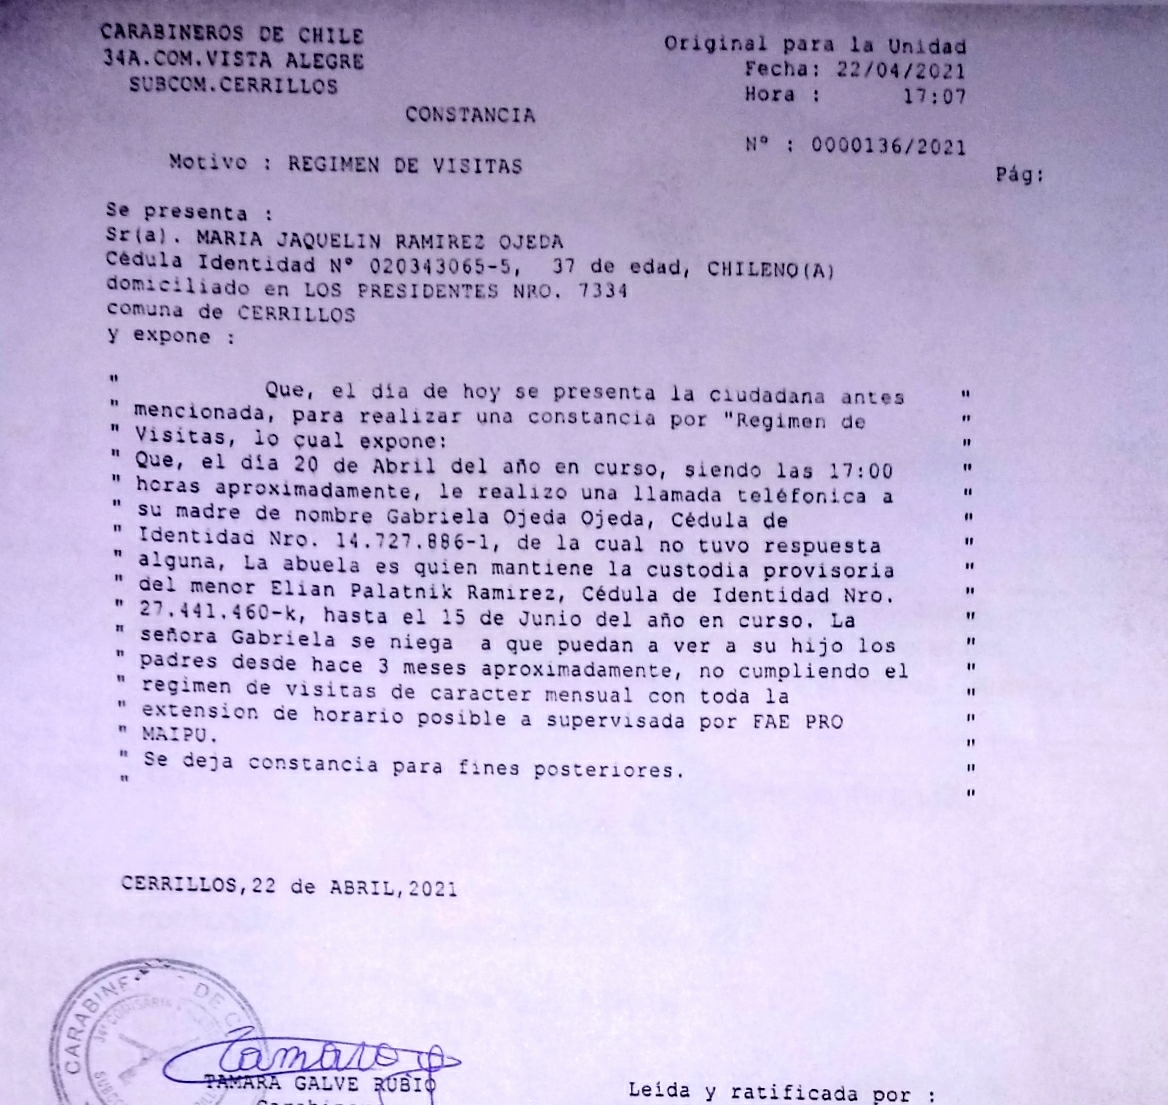 CARABINEROS DE CHILE
34A.COM.VISTA ALEGRE
SUBCOM.CERRILLOS
Original para la Unidad
Fecha: 22/04/2021
Hora : 17:07
CONSTANCIA
Nº : 0000136/2021
Motivo : REGIMEN DE VISITAS
Pág:
Se presenta :
Sr(a). MARIA JAQUELIN RAMIREZ OJEDA
Cédula Identidad Nº 020343065-5, 37 de edad, CHILENO(A)
domiciliado en LOS PRESIDENTES NRO. 7334
comuna de CERRILLOS
y expone :
" Que, el día de hoy se presenta la ciudadana antes "
" mencionada, para realizar una constancia por "Regimen de "
" Visitas, lo cual expone: "
" Que, el día 20 de Abril del año en curso, siendo las 17:00 "
" horas aproximadamente, le realizo una llamada teléfonica a "
" su madre de nombre Gabriela Ojeda Ojeda, Cédula de "
" Identidad Nro. 14.727.886-1, de la cual no tuvo respuesta "
" alguna, La abuela es quien mantiene la custodia provisoria "
" del menor Elian Palatnik Ramirez, Cédula de Identidad Nro. "
" 27.441.460-k, hasta el 15 de Junio del año en curso. La "
" señora Gabriela se niega a que puedan a ver a su hijo los "
" padres desde hace 3 meses aproximadamente, no cumpliendo el "
" regimen de visitas de caracter mensual con toda la "
" extension de horario posible a supervisada por FAE PRO "
" MAIPU. "
" Se deja constancia para fines posteriores. "
" "
CERRILLOS,22 de ABRIL,2021
CARABINE DE
34ª COMISARIA
TAMARA GALVE RUBIO
Leída y ratificada por :